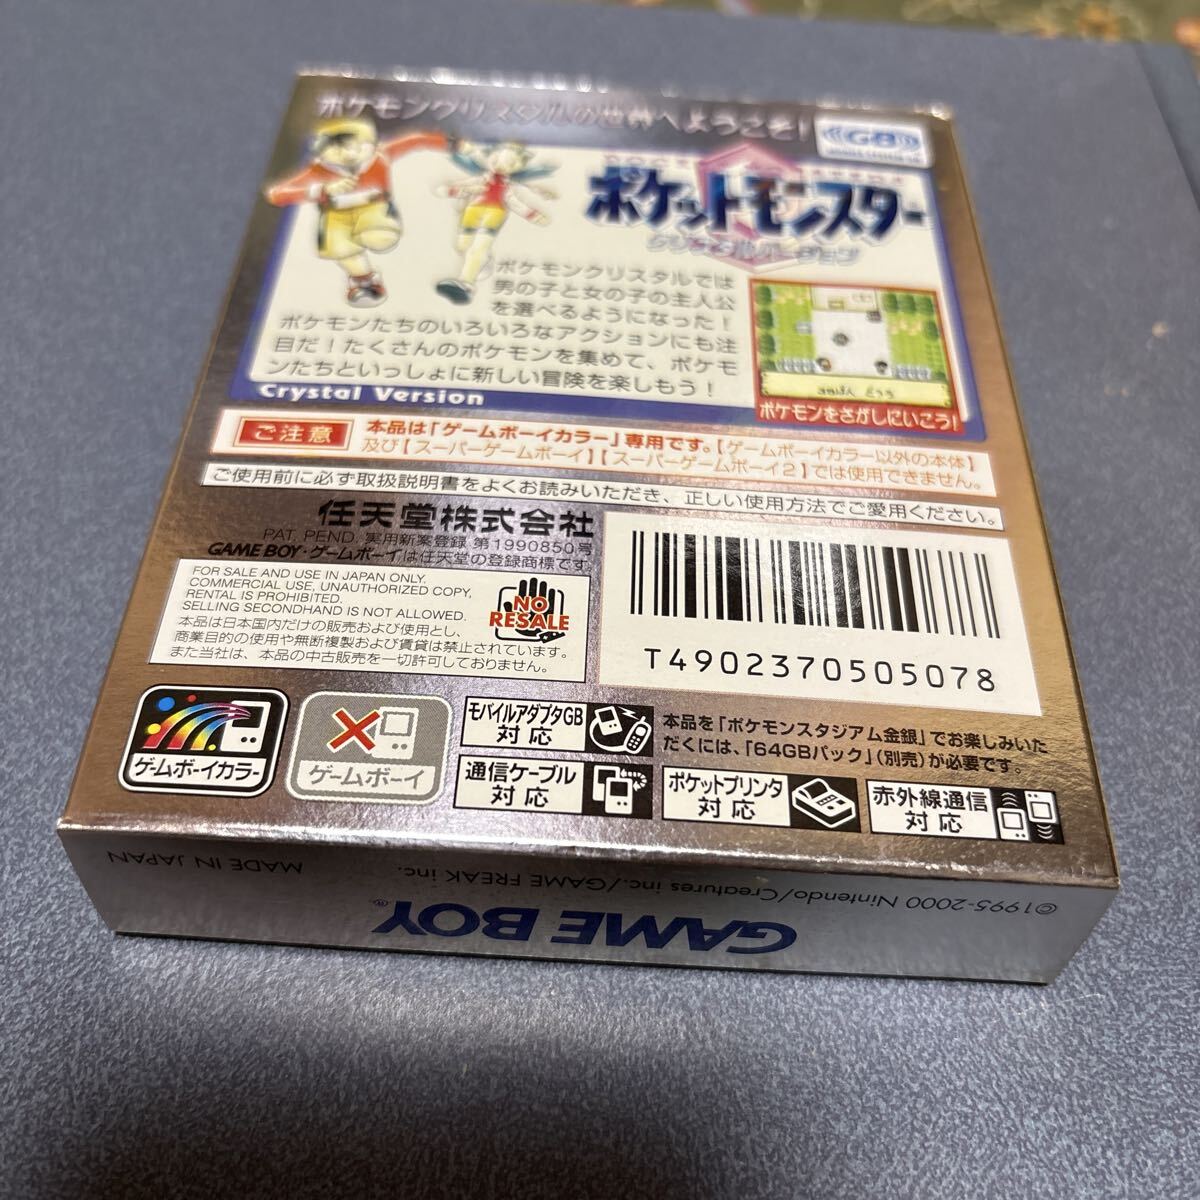 ポケモンクリスタルの世界へようこそ!
GB
ポケットモンスター
クリスタルバージョン
ポケモンクリスタルでは
男の子と女の子の主人公
を選べるようになった!
ポケモンたちのいろいろなアクションにも注
目だ!たくさんのポケモンを集めて、ポケモ
ンたちといっしょに新しい冒険を楽しもう!
Crystal Version
ポケモンをさがしにいこう!
ご注意
本品は「ゲームボーイカラー」専用です。【ゲームボーイカラー以外の本体】
及び【スーパーゲームボーイ】【スーパーゲームボーイ2】では使用できません。
ご使用前に必ず取扱説明書をよくお読みいただき、正しい使用方法でご愛用ください。
任天堂株式会社
PAT. PEND. 実用新案登録 第1990850号
GAME BOY・ゲームボーイは任天堂の登録商標です
FOR SALE AND USE IN JAPAN ONLY.
COMMERCIAL USE, UNAUTHORIZED COPY,
RENTAL IS PROHIBITED.
SELLING SECONDHAND IS NOT ALLOWED.
本品は日本国内だけの販売および使用とし、
商業目的の使用や無断複製および賃貸は禁止されています。
また当社は、本品の中古販売を一切許可しておりません。
NO
RESALE
T4902370505078
ゲームボーイカラー
ゲームボーイ
モバイルアダプタGB
対応
本品を「ポケモンスタジアム金銀」でお楽しみいた
だくには、「64GBパック」(別売)が必要です。
通信ケーブル
対応
ポケットプリンタ
対応
赤外線通信
対応
©1995-2000 Nintendo/Creatures inc./GAME FREAK inc.
MADE IN JAPAN
GAME BOY®